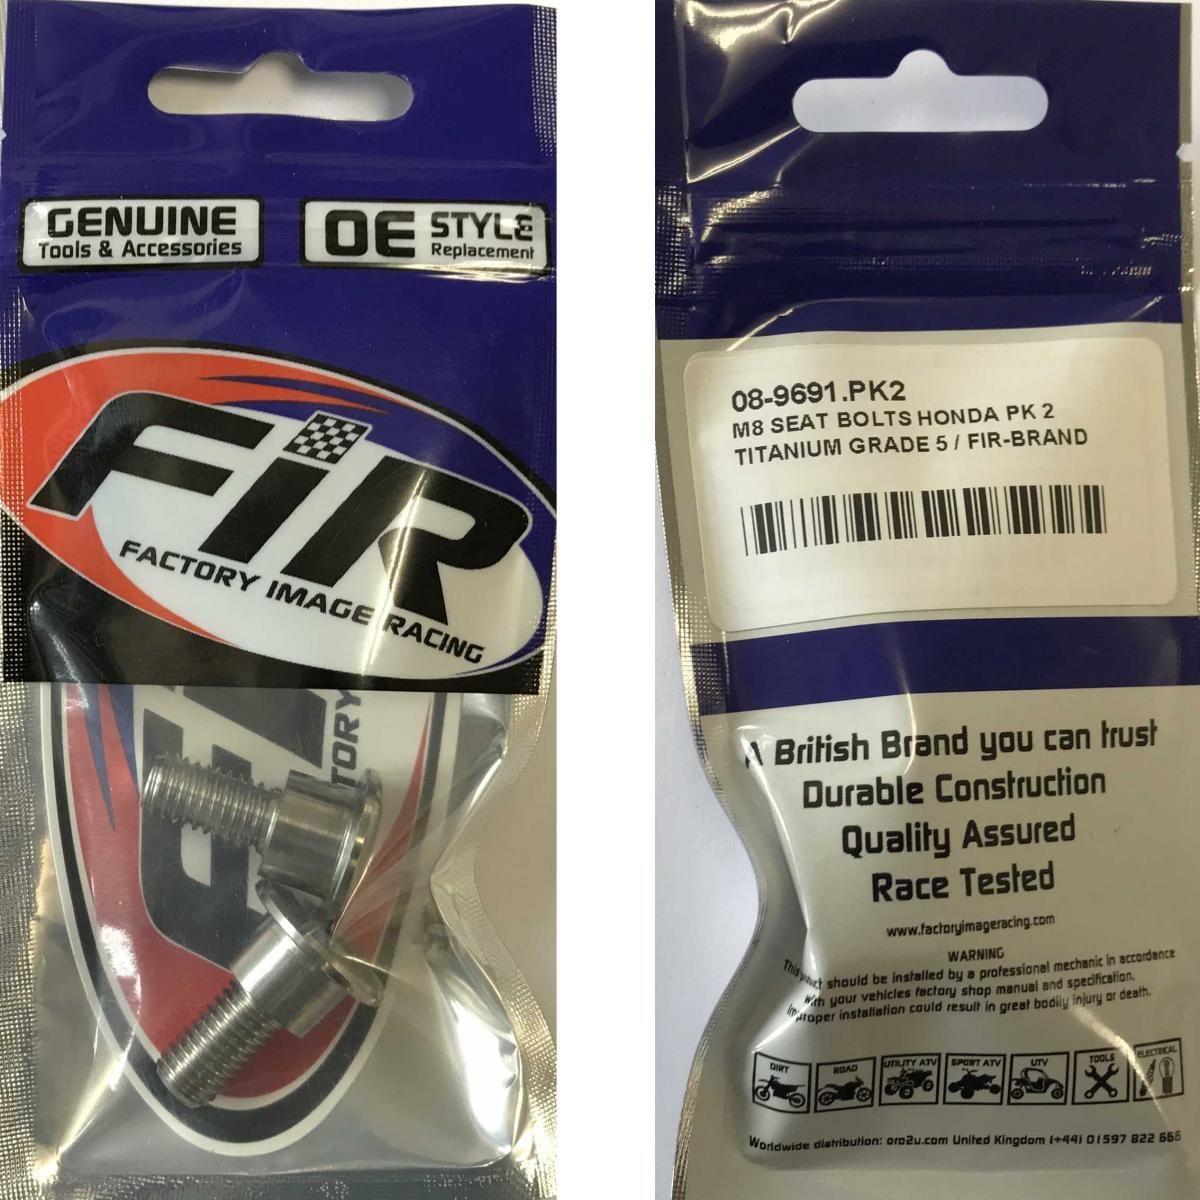 GENUINE
Tools & Accessories
OE STYLE
Replacement
FiR
FACTORY IMAGE RACING
TORY
08-9691.PK2
M8 SEAT BOLTS HONDA PK 2
TITANIUM GRADE 5 / FIR-BRAND
A British Brand you can trust
Durable Construction
Quality Assured
Race Tested
www.factoryimageracing.com
WARNING
This product should be installed by a professional mechanic in accordance
with your vehicles factory shop manual and specification.
Improper installation could result in great bodily injury or death.
DIRT ROAD UTILITY ATV SPORT ATV UTV TOOLS ELECTRICAL
Worldwide distribution: oro2u.com United Kingdom (+44) 01597 822 666